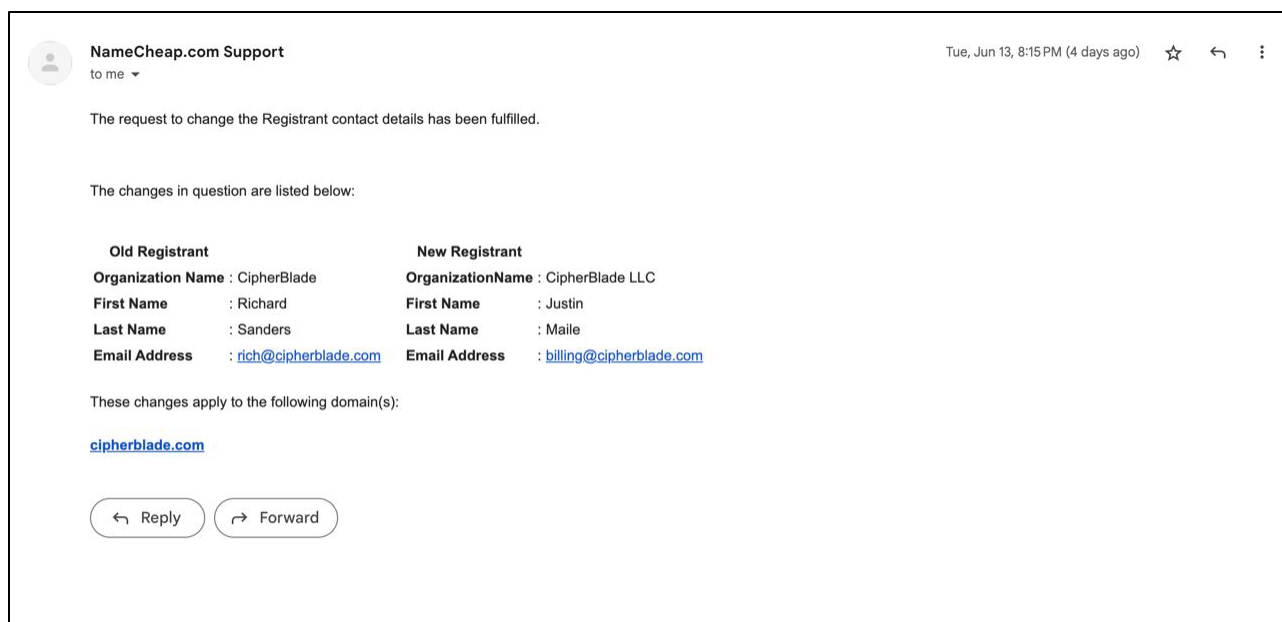 NameCheap.com Support
Tue, Jun 13, 8:15 PM (4 days ago)
to me
The request to change the Registrant contact details has been fulfilled.
The changes in question are listed below:
Old Registrant New Registrant
Organization Name : CipherBlade OrganizationName : CipherBlade LLC
First Name : Richard First Name : Justin
Last Name : Sanders Last Name : Maile
Email Address : rich@cipherblade.com Email Address : billing@cipherblade.com
These changes apply to the following domain(s):
cipherblade.com
Reply Forward